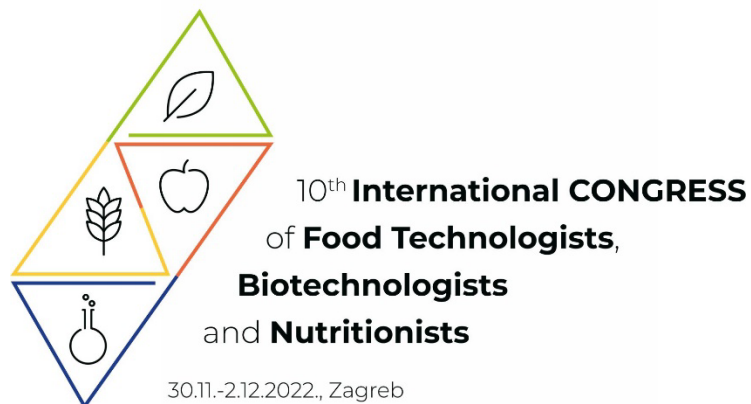 10th International CONGRESS
of Food Technologists,
Biotechnologists
and Nutritionists
30.11.-2.12.2022., Zagreb